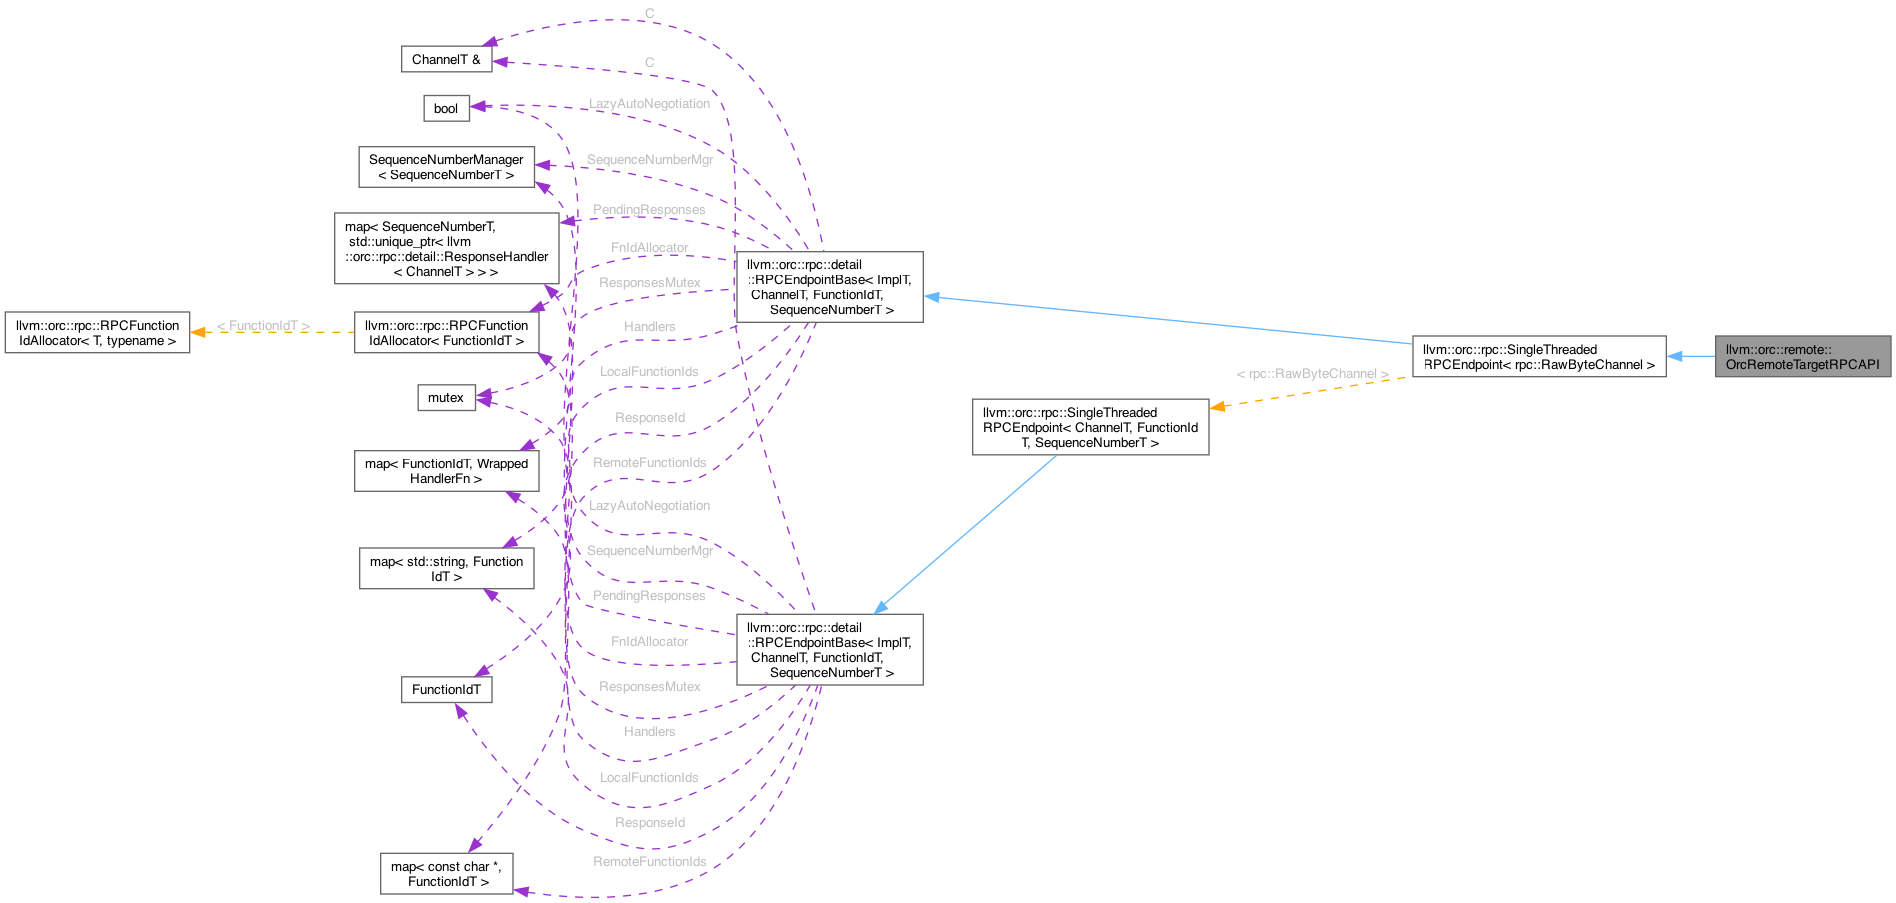 C
ChannelT &
C
bool
LazyAutoNegotiation
SequenceNumberManager
< SequenceNumberT >
SequenceNumberMgr
map< SequenceNumberT,
std::unique_ptr< llvm
::orc::rpc::detail::ResponseHandler
< ChannelT > > >
PendingResponses
FnIdAllocator
ResponsesMutex
llvm::orc::rpc::detail
::RPCEndpointBase< ImplT,
ChannelT, FunctionIdT,
SequenceNumberT >
llvm::orc::rpc::RPCFunction
IdAllocator< T, typename >
< FunctionIdT >
llvm::orc::rpc::RPCFunction
IdAllocator< FunctionIdT >
Handlers
llvm::orc::rpc::SingleThreaded
RPCEndpoint< rpc::RawByteChannel >
llvm::orc::remote::
OrcRemoteTargetRPCAPI
LocalFunctionIds
< rpc::RawByteChannel >
mutex
ResponseId
llvm::orc::rpc::SingleThreaded
RPCEndpoint< ChannelT, FunctionId
T, SequenceNumberT >
map< FunctionIdT, Wrapped
HandlerFn >
RemoteFunctionIds
LazyAutoNegotiation
map< std::string, Function
IdT >
SequenceNumberMgr
PendingResponses
FnIdAllocator
llvm::orc::rpc::detail
::RPCEndpointBase< ImplT,
ChannelT, FunctionIdT,
SequenceNumberT >
FunctionIdT
ResponsesMutex
Handlers
LocalFunctionIds
ResponseId
map< const char *,
FunctionIdT >
RemoteFunctionIds